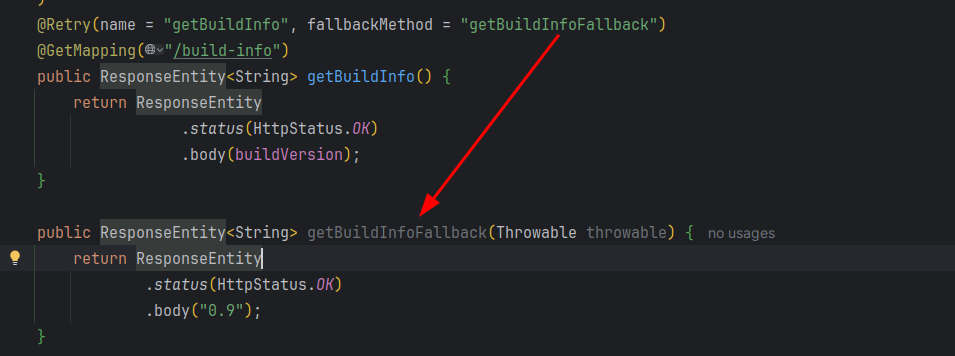 )
@Retry(name = "getBuildInfo", fallbackMethod = "getBuildInfoFallback")
@GetMapping("/build-info")
public ResponseEntity<String> getBuildInfo() {
return ResponseEntity
.status(HttpStatus.OK)
.body(buildVersion);
}
public ResponseEntity<String> getBuildInfoFallback(Throwable throwable) { no usages
return ResponseEntity
.status(HttpStatus.OK)
.body("0.9");
}